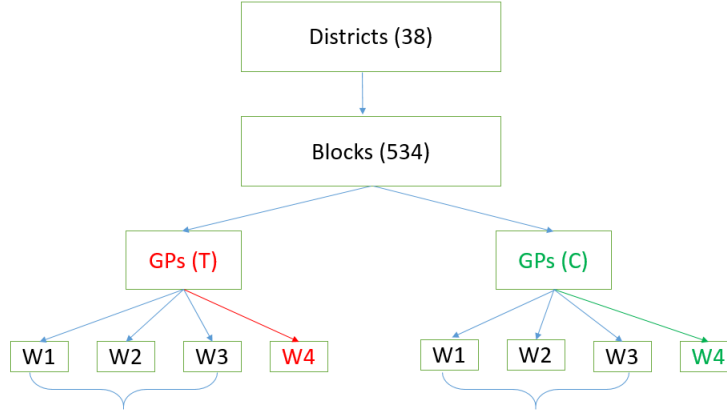 Districts (38)
Blocks (534)
GPs (T)
GPs (C)
W1
W2
W3
W4
W1
W2
W3
W4